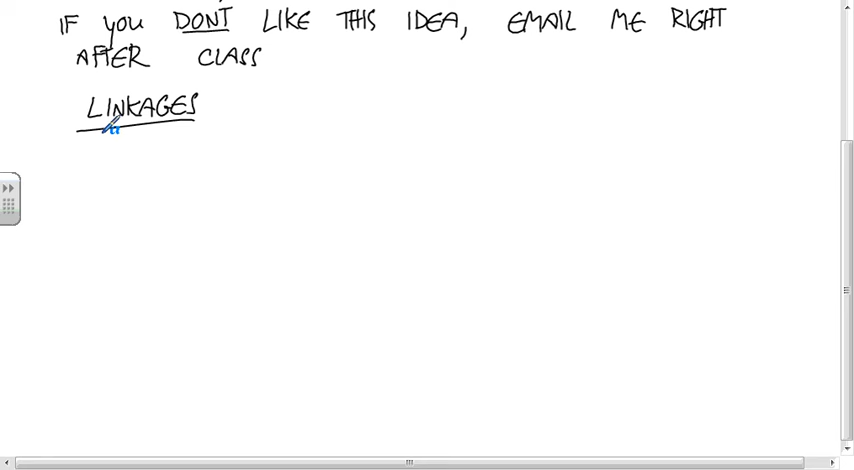 IF you DONT LIKE THIS IDEA, EMAIL ME RIGHT
AFTER CLASS
LINKAGES